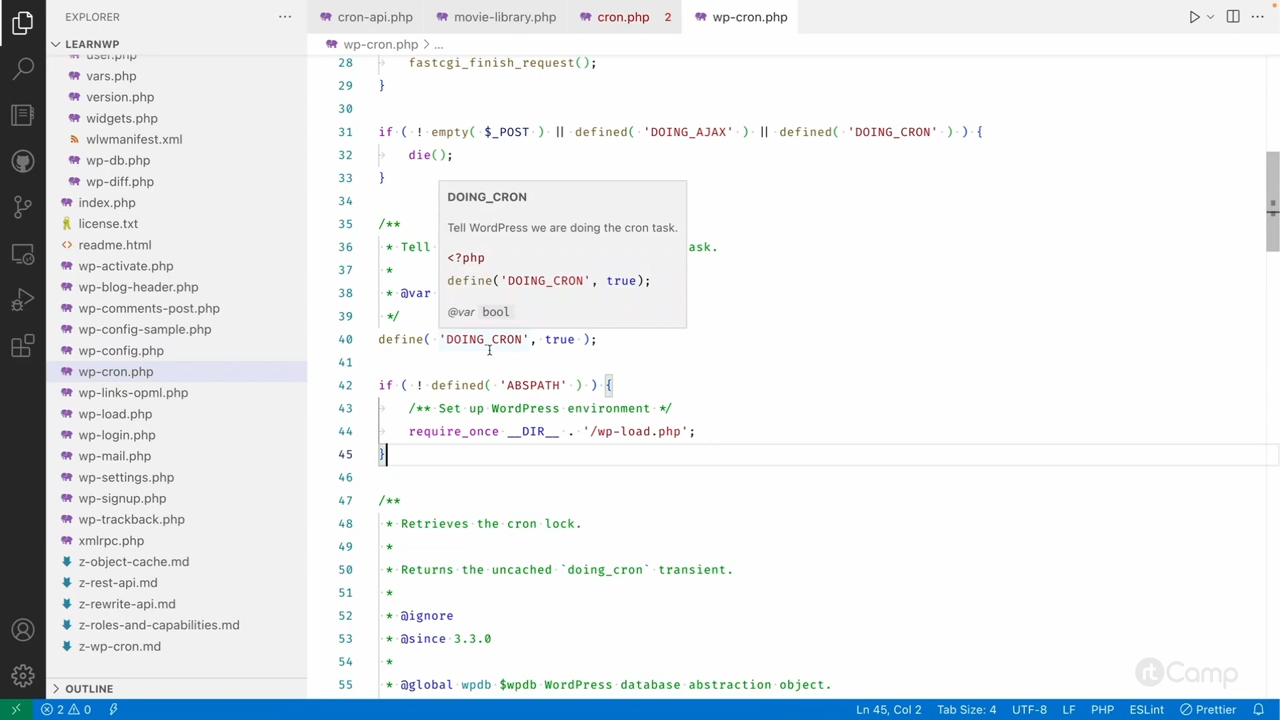 EXPLORER
LEARNWP
user.php
vars.php
version.php
widgets.php
wlwmanifest.xml
wp-db.php
wp-diff.php
index.php
license.txt
readme.html
wp-activate.php
wp-blog-header.php
wp-comments-post.php
wp-config-sample.php
wp-config.php
wp-cron.php
wp-links-opml.php
wp-load.php
wp-login.php
wp-mail.php
wp-settings.php
wp-signup.php
wp-trackback.php
xmlrpc.php
z-object-cache.md
z-rest-api.md
z-rewrite-api.md
z-roles-and-capabilities.md
z-wp-cron.md
OUTLINE
cron-api.php movie-library.php cron.php 2 wp-cron.php
wp-cron.php > ...
28 fastcgi_finish_request();
29 }
30
31 if ( ! empty( $_POST ) || defined( 'DOING_AJAX' ) || defined( 'DOING_CRON' ) ) {
32 die();
33 }
34
35 /**
36 * Tell ask.
37 *
38 * @var
39 */
DOING_CRON
Tell WordPress we are doing the cron task.
<?php
define('DOING_CRON', true);
@var bool
40 define( 'DOING_CRON', true );
41
42 if ( ! defined( 'ABSPATH' ) ) {
43 /** Set up WordPress environment */
44 require_once __DIR__ . '/wp-load.php';
45 }
46
47 /**
48 * Retrieves the cron lock.
49 *
50 * Returns the uncached `doing_cron` transient.
51 *
52 * @ignore
53 * @since 3.3.0
54 *
55 * @global wpdb $wpdb WordPress database abstraction object.
rtCamp
2 0 Ln 45, Col 2 Tab Size: 4 UTF-8 LF PHP ESLint Prettier